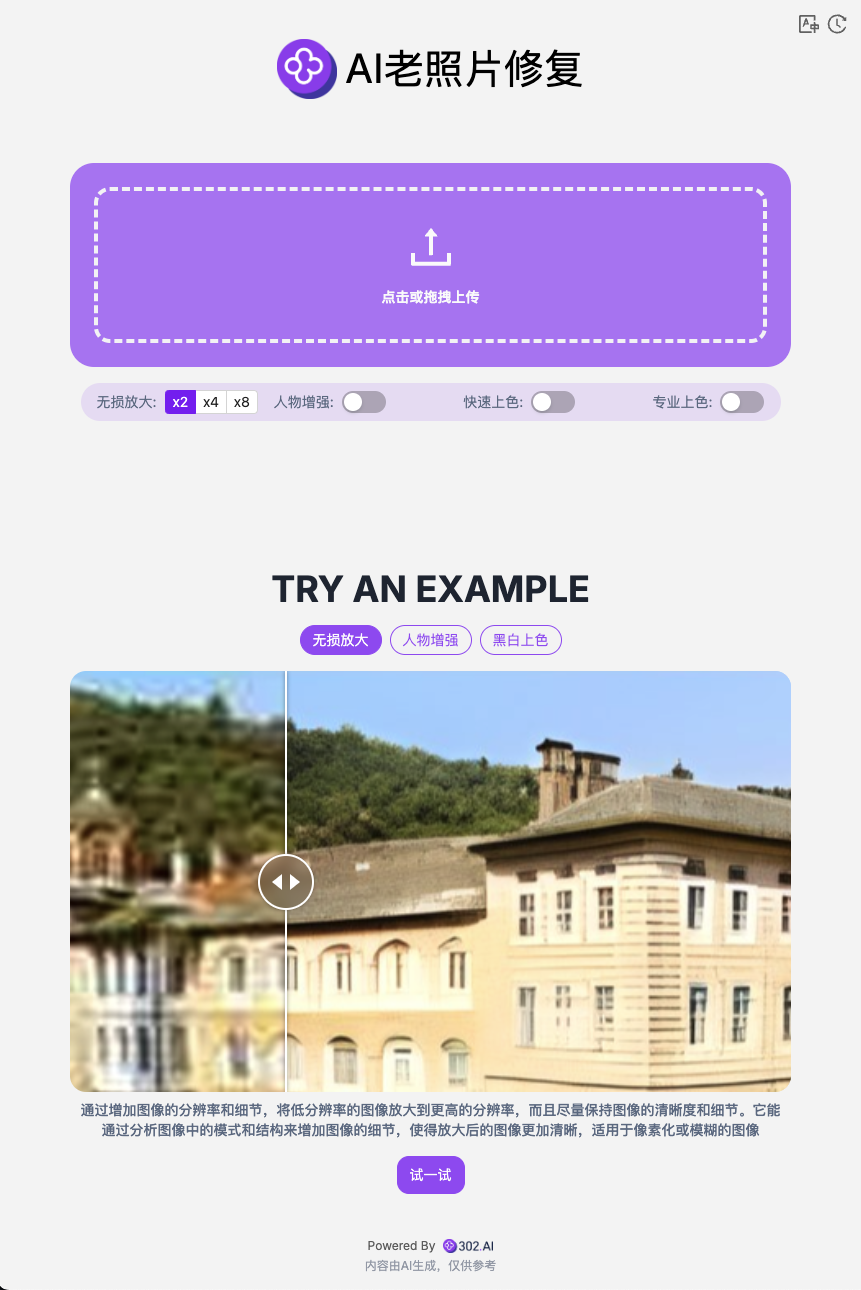 AI老照片修复
点击或拖拽上传
无损放大: x2 x4 x8 人物增强: 快速上色: 专业上色:
TRY AN EXAMPLE
无损放大 人物增强 黑白上色
通过增加图像的分辨率和细节，将低分辨率的图像放大到更高的分辨率，而且尽量保持图像的清晰度和细节。它能
通过分析图像中的模式和结构来增加图像的细节，使得放大后的图像更加清晰，适用于像素化或模糊的图像
试一试
Powered By 302.AI
内容由AI生成，仅供参考